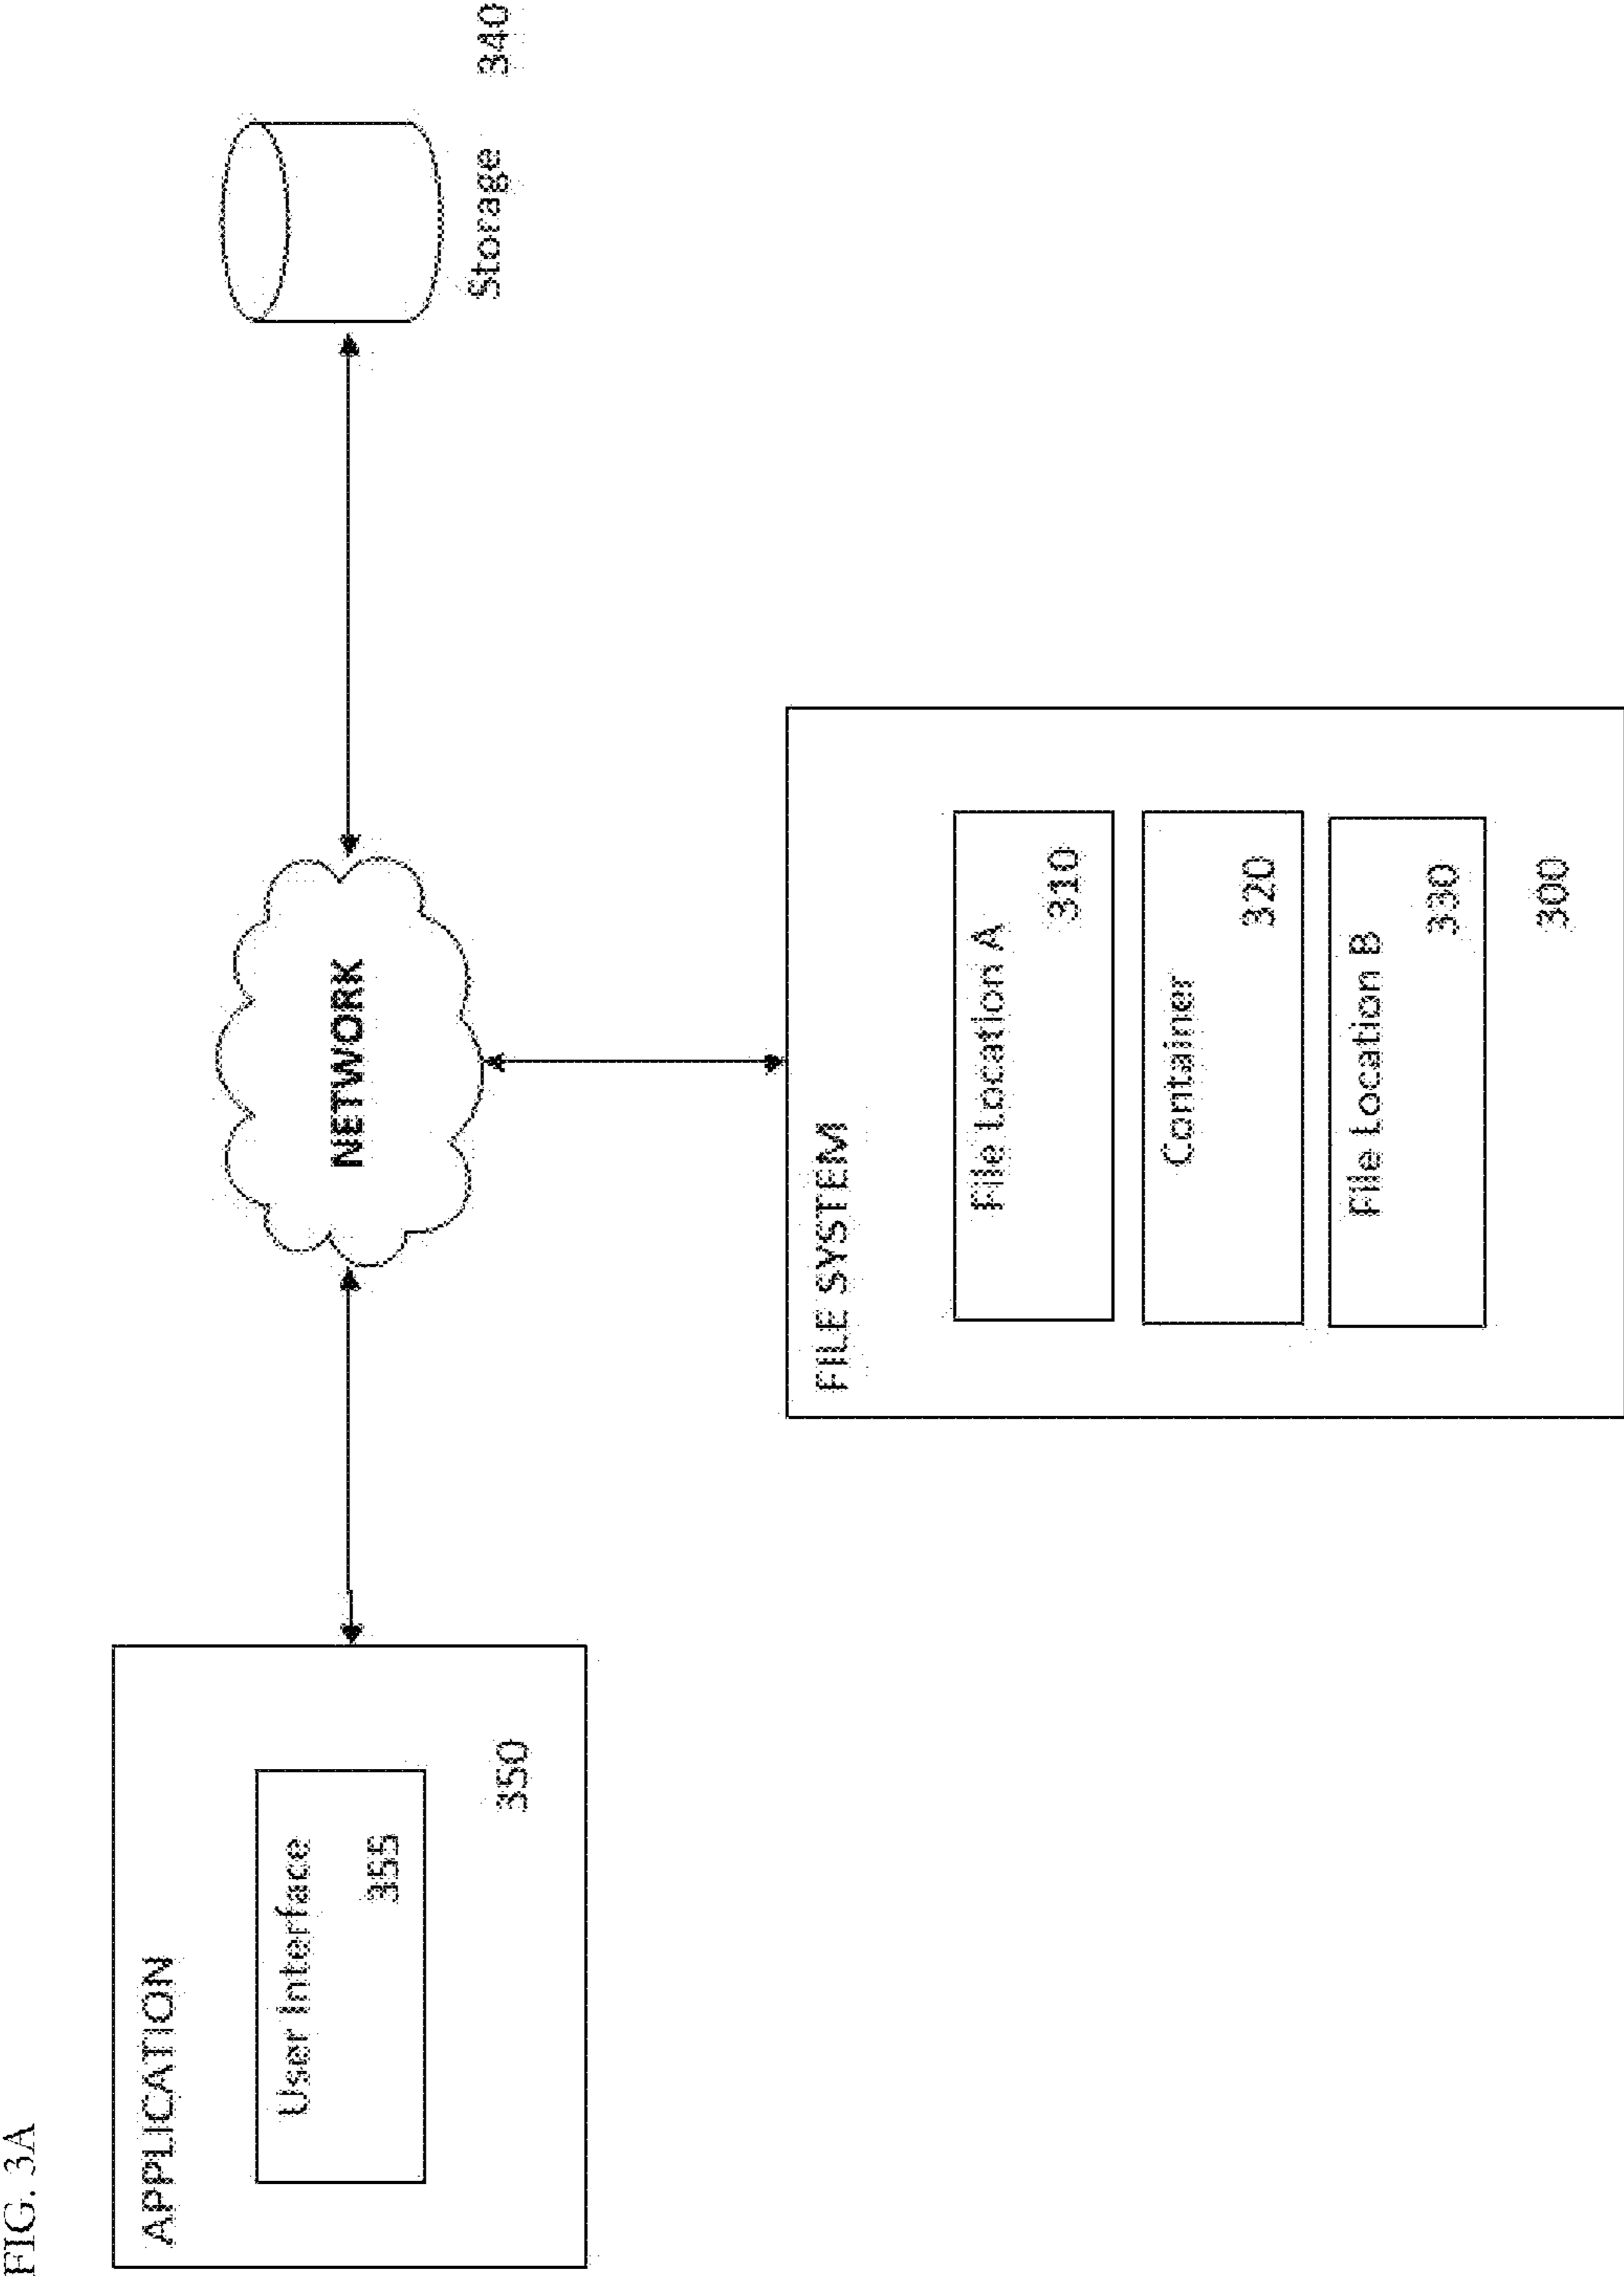 FIG. 3A
APPLICATION
User Interface
355
350
NETWORK
Storage 340
FILE SYSTEM
File Location A
310
Container
320
File Location B
330
300